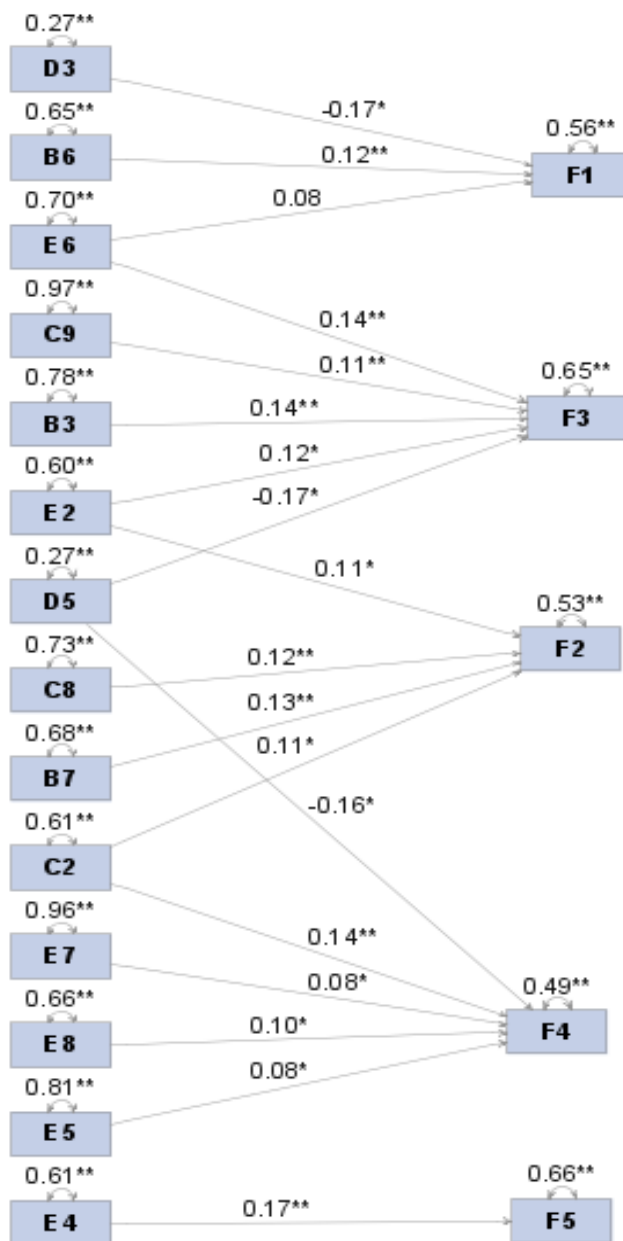 0.27**
D3
-0.17*
0.65**
0.56**
B6
0.12**
F1
0.70**
0.08
E6
0.97**
0.14**
C9
0.11**
0.65**
0.78**
B3
0.14**
F3
0.60**
0.12*
E2
-0.17*
0.27**
0.11*
D5
0.53**
0.73**
0.12**
C8
F2
0.13**
0.68**
0.11*
B7
-0.16*
0.61**
C2
0.96**
0.14**
E7
0.08*
0.49**
0.66**
E8
0.10*
F4
0.81**
0.08*
E5
0.61**
0.66**
E4
0.17**
F5